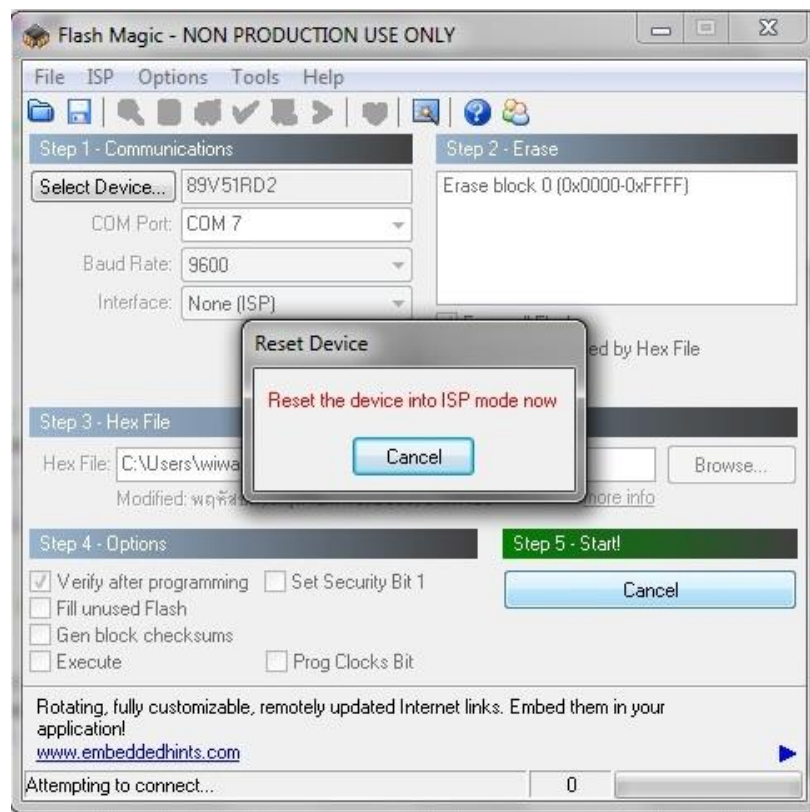 Flash Magic - NON PRODUCTION USE ONLY
File ISP Options Tools Help
Step 1 - Communications
Select Device... 89V51RD2
COM Port: COM 7
Baud Rate: 9600
Interface: None (ISP)
Step 2 - Erase
Erase block 0 (0x0000-0xFFFF)
ed by Hex File
Reset Device
Reset the device into ISP mode now
Cancel
Step 3 - Hex File
Hex File: C:\Users\wiwa
Browse...
Modified:
more info
Step 4 - Options
Verify after programming Set Security Bit 1
Fill unused Flash
Gen block checksums
Execute Prog Clocks Bit
Step 5 - Start!
Cancel
Rotating, fully customizable, remotely updated Internet links. Embed them in your
application!
www.embeddedhints.com
Attempting to connect... 0